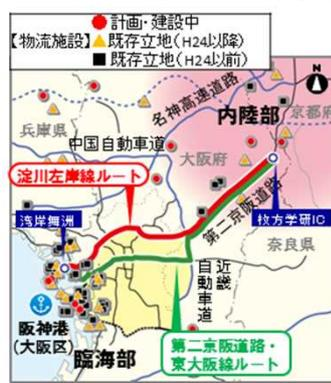 【物流施設】
●計画・建設中
▲既存立地(H24以降)
■既存立地(H24以前)
N
名神高速道路
内陸部
京都府
兵庫県
中国自動車道
大阪府
淀川左岸線ルート
第二京阪道路
湾岸舞洲
枚方学研IC
奈良県
近畿
自動車道
阪神港
(大阪区)
臨海部
第二京阪道路・
東大阪線ルート